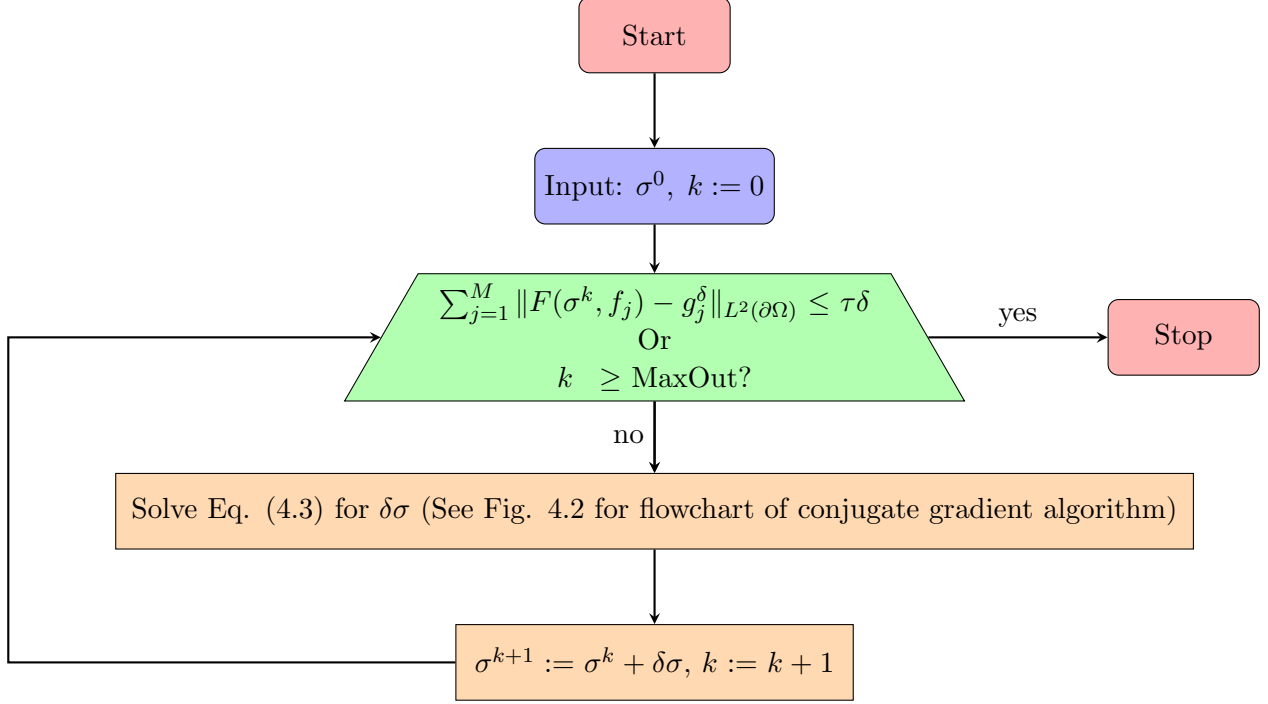 Start
Input: σ^0, k := 0
∑_{j=1}^{M} ‖F(σ^k, f_j) − g_j^δ‖_{L^2(∂Ω)} ≤ τδ
Or
k ≥ MaxOut?
yes
Stop
no
Solve Eq. (4.3) for δσ (See Fig. 4.2 for flowchart of conjugate gradient algorithm)
σ^{k+1} := σ^k + δσ, k := k + 1